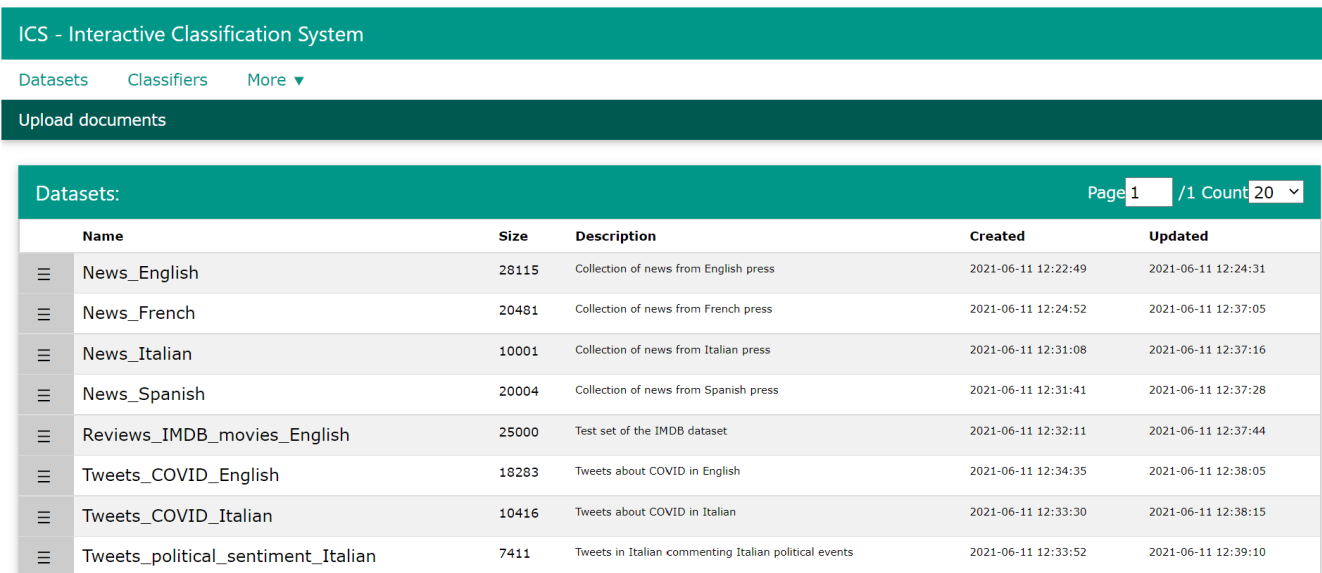 ICS - Interactive Classification System
Datasets Classifiers More ▼
Upload documents
Datasets: Page 1 /1 Count 20
Name Size Description Created Updated
News_English 28115 Collection of news from English press 2021-06-11 12:22:49 2021-06-11 12:24:31
News_French 20481 Collection of news from French press 2021-06-11 12:24:52 2021-06-11 12:37:05
News_Italian 10001 Collection of news from Italian press 2021-06-11 12:31:08 2021-06-11 12:37:16
News_Spanish 20004 Collection of news from Spanish press 2021-06-11 12:31:41 2021-06-11 12:37:28
Reviews_IMDB_movies_English 25000 Test set of the IMDB dataset 2021-06-11 12:32:11 2021-06-11 12:37:44
Tweets_COVID_English 18283 Tweets about COVID in English 2021-06-11 12:34:35 2021-06-11 12:38:05
Tweets_COVID_Italian 10416 Tweets about COVID in Italian 2021-06-11 12:33:30 2021-06-11 12:38:15
Tweets_political_sentiment_Italian 7411 Tweets in Italian commenting Italian political events 2021-06-11 12:33:52 2021-06-11 12:39:10